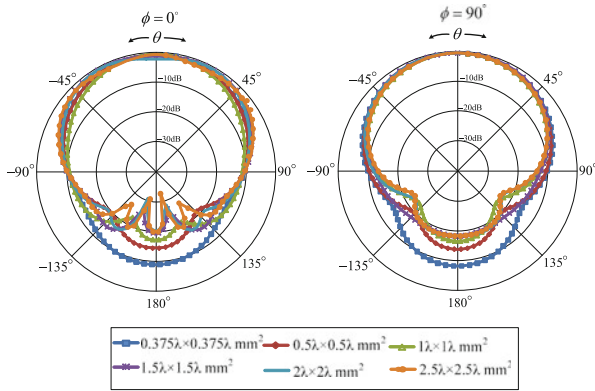 ϕ = 0°
θ
−45°
45°
−10dB
−20dB
−30dB
−90°
90°
−135°
135°
180°
ϕ = 90°
θ
−45°
45°
−10dB
−20dB
−30dB
−90°
90°
−135°
135°
180°
0.375λ×0.375λ mm²
0.5λ×0.5λ mm²
1λ×1λ mm²
1.5λ×1.5λ mm²
2λ×2λ mm²
2.5λ×2.5λ mm²